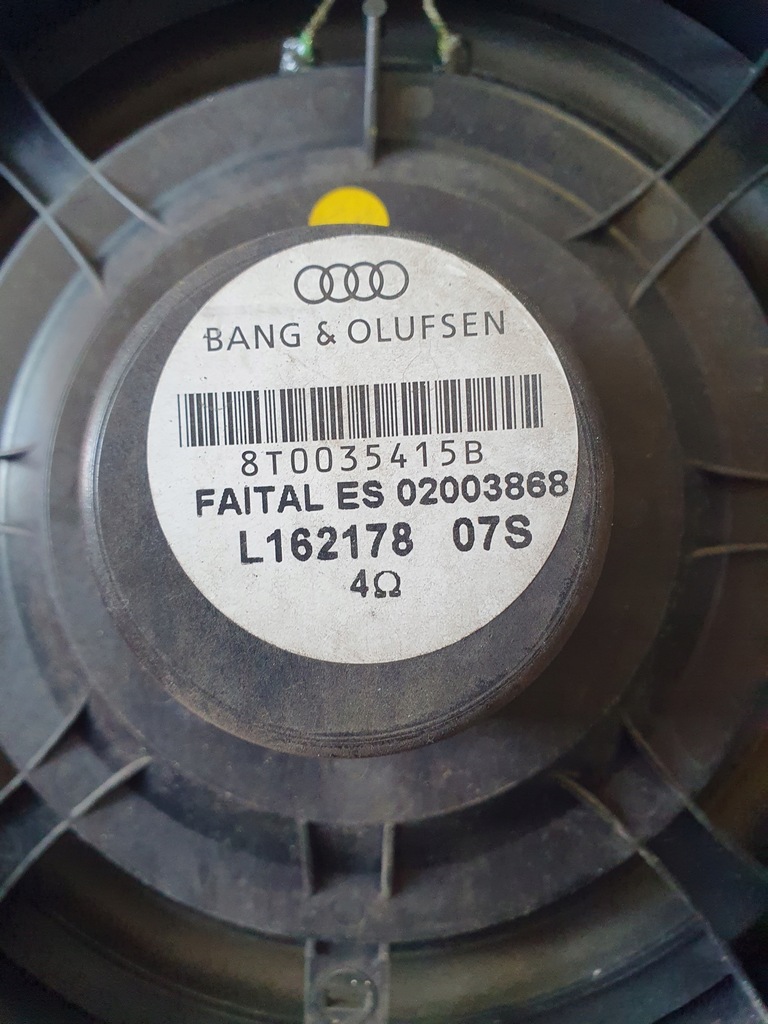 BANG & OLUFSEN
8T0035415B
FAITAL ES 02003868
L162178 07S
4Ω